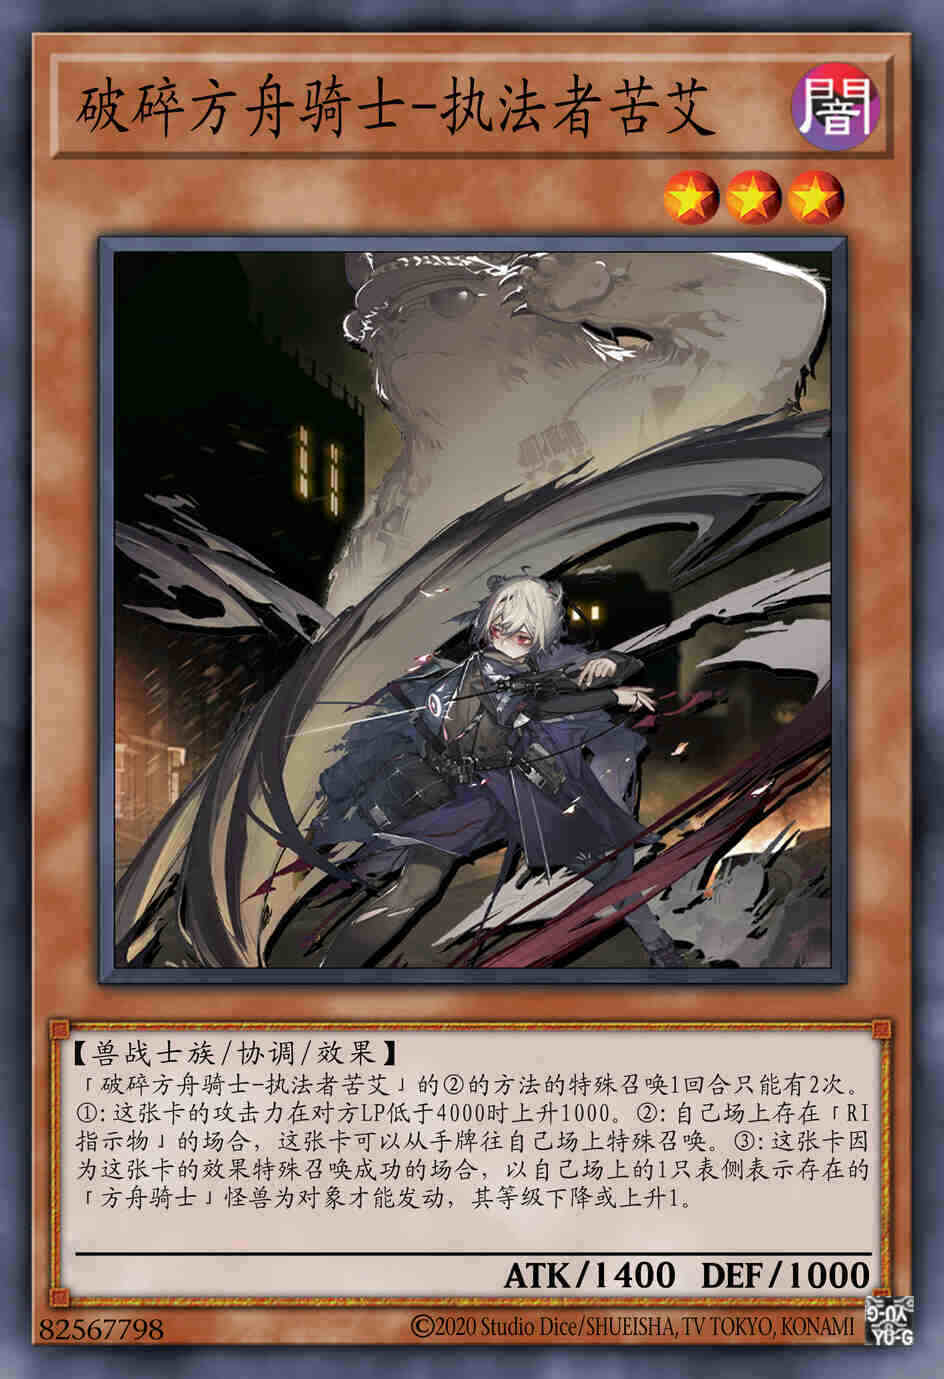 破碎方舟骑士-执法者苦艾
闇
【兽战士族/协调/效果】
「破碎方舟骑士-执法者苦艾」的②的方法的特殊召唤1回合只能有2次。
①:这张卡的攻击力在对方LP低于4000时上升1000。②:自己场上存在「RI
指示物」的场合，这张卡可以从手牌往自己场上特殊召唤。③:这张卡因
为这张卡的效果特殊召唤成功的场合，以自己场上的1只表侧表示存在的
「方舟骑士」怪兽为对象才能发动，其等级下降或上升1。
ATK/1400 DEF/1000
82567798
©2020 Studio Dice/SHUEISHA, TV TOKYO, KONAMI